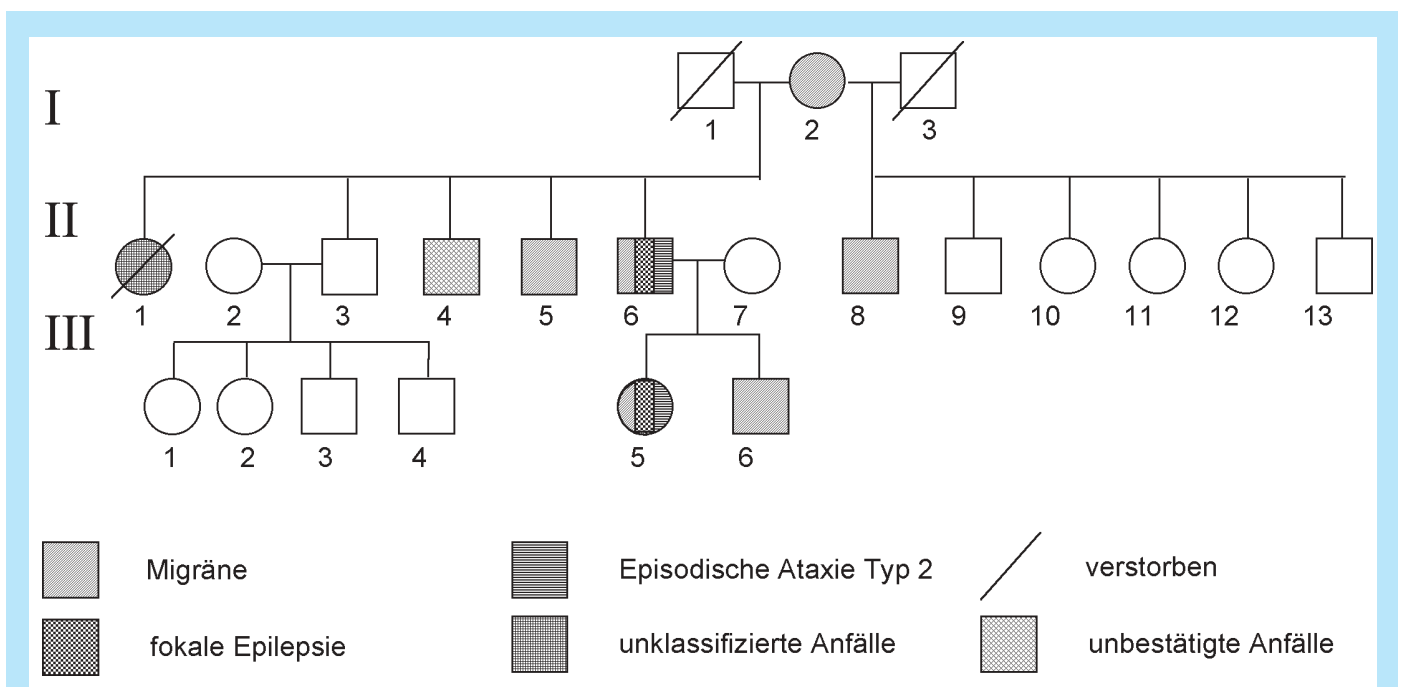 I
1 2 3
II
1 2 3 4 5 6 7 8 9 10 11 12 13
III
1 2 3 4 5 6
Migräne Episodische Ataxie Typ 2 verstorben
fokale Epilepsie unklassifizierte Anfälle unbestätigte Anfälle